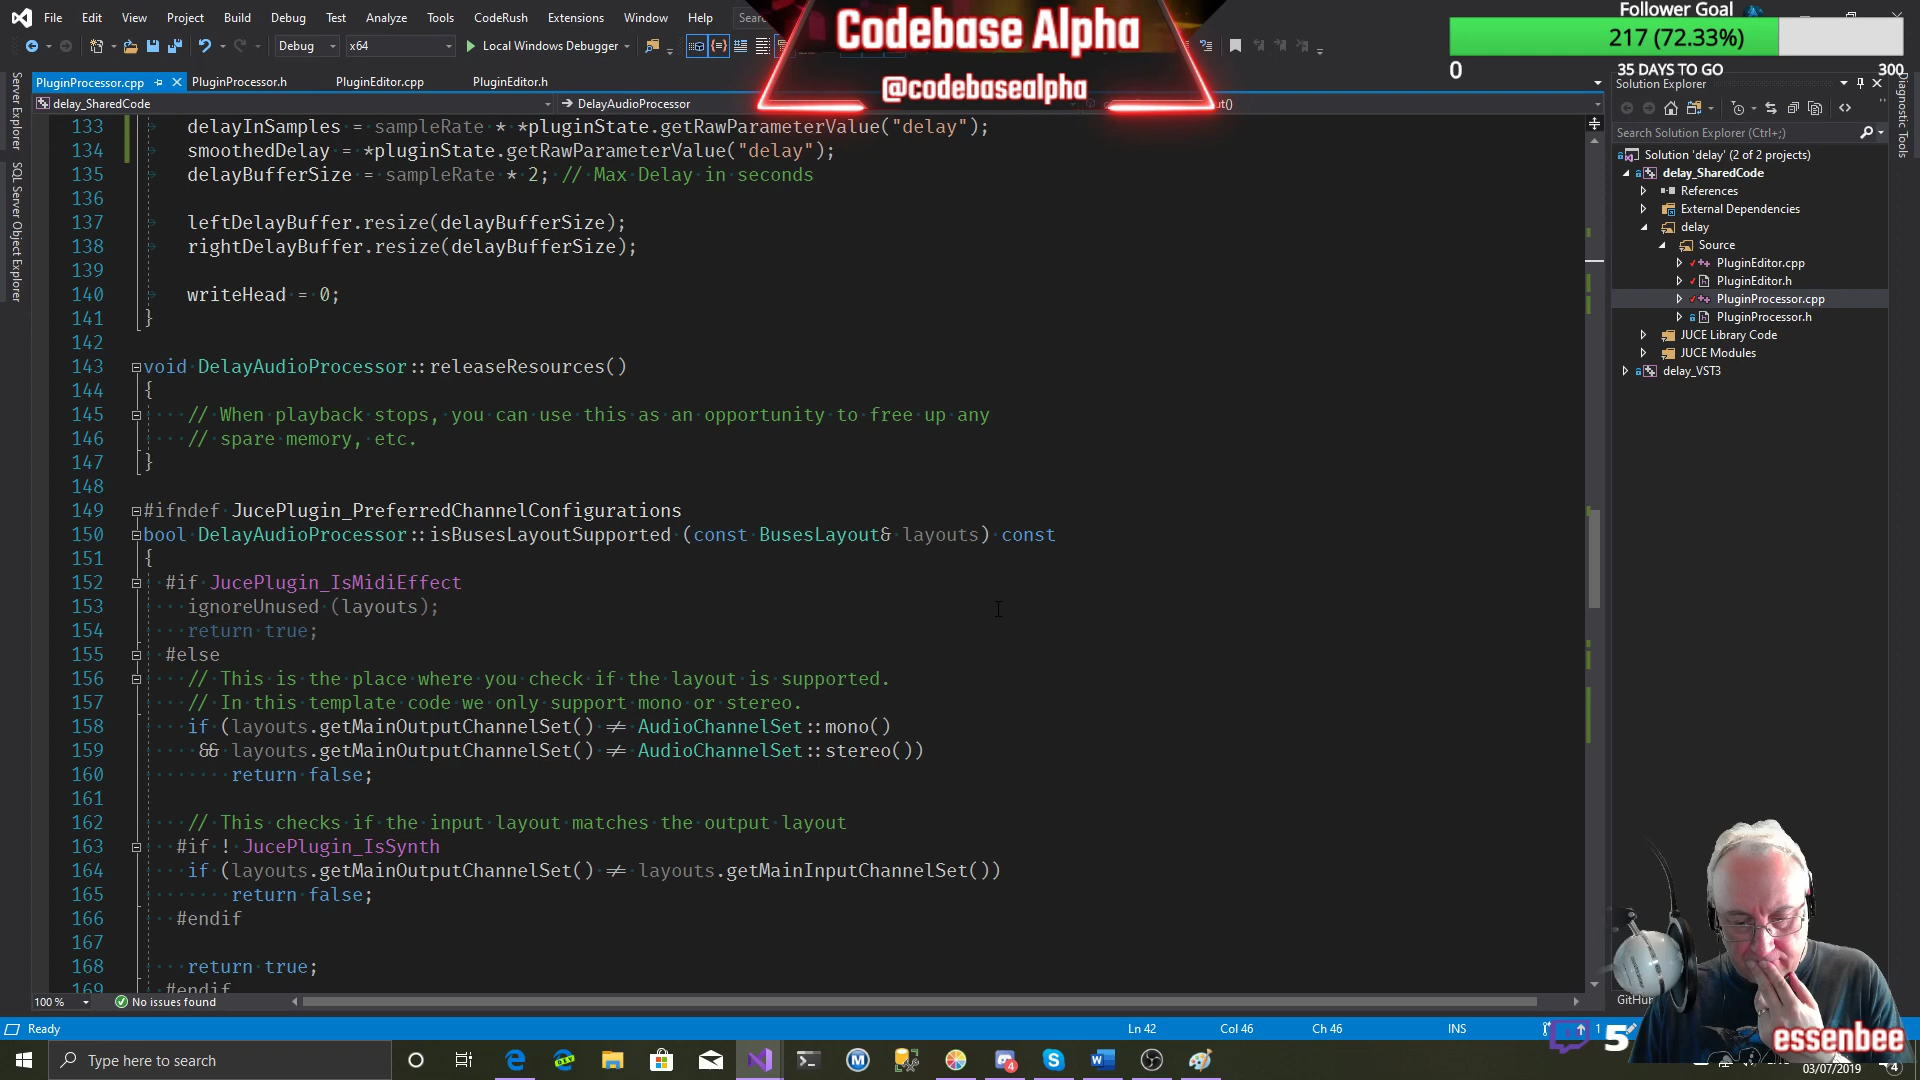 File Edit View Project Build Debug Test Analyze Tools CodeRush Extensions Window Help Sear
Codebase Alpha
@codebasealpha
Follower Goal
217 (72.33%)
0 35 DAYS TO GO 300
Debug x64 Local Windows Debugger
PluginProcessor.cpp PluginProcessor.h PluginEditor.cpp PluginEditor.h
delay_SharedCode DelayAudioProcessor
Server Explorer
SQL Server Object Explorer
133 delayInSamples = sampleRate * *pluginState.getRawParameterValue("delay");
134 smoothedDelay = *pluginState.getRawParameterValue("delay");
135 delayBufferSize = sampleRate * 2; // Max Delay in seconds
136
137 leftDelayBuffer.resize(delayBufferSize);
138 rightDelayBuffer.resize(delayBufferSize);
139
140 writeHead = 0;
141 }
142
143 void DelayAudioProcessor::releaseResources()
144 {
145 // When playback stops, you can use this as an opportunity to free up any
146 // spare memory, etc.
147 }
148
149 #ifndef JucePlugin_PreferredChannelConfigurations
150 bool DelayAudioProcessor::isBusesLayoutSupported (const BusesLayout& layouts) const
151 {
152 #if JucePlugin_IsMidiEffect
153 ignoreUnused (layouts);
154 return true;
155 #else
156 // This is the place where you check if the layout is supported.
157 // In this template code we only support mono or stereo.
158 if (layouts.getMainOutputChannelSet() != AudioChannelSet::mono()
159 && layouts.getMainOutputChannelSet() != AudioChannelSet::stereo())
160 return false;
161
162 // This checks if the input layout matches the output layout
163 #if ! JucePlugin_IsSynth
164 if (layouts.getMainOutputChannelSet() != layouts.getMainInputChannelSet())
165 return false;
166 #endif
167
168 return true;
169 #endif
Solution Explorer
Search Solution Explorer (Ctrl+;)
Solution 'delay' (2 of 2 projects)
delay_SharedCode
References
External Dependencies
delay
Source
PluginEditor.cpp
PluginEditor.h
PluginProcessor.cpp
PluginProcessor.h
JUCE Library Code
JUCE Modules
delay_VST3
Diagnostic Tools
100 % No issues found
Ready Ln 42 Col 46 Ch 46 INS 1
5
essenbee
Type here to search
4
03/07/2019
4